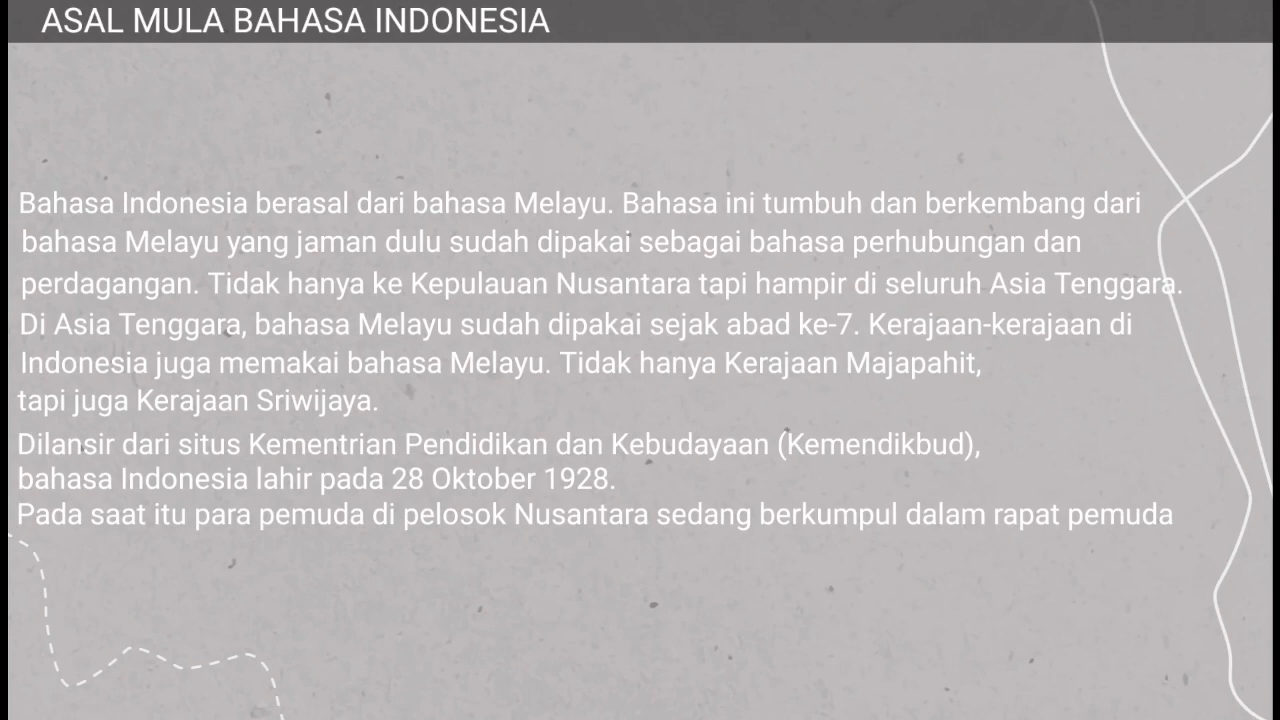 ASAL MULA BAHASA INDONESIA
Bahasa Indonesia berasal dari bahasa Melayu. Bahasa ini tumbuh dan berkembang dari
bahasa Melayu yang jaman dulu sudah dipakai sebagai bahasa perhubungan dan
perdagangan. Tidak hanya ke Kepulauan Nusantara tapi hampir di seluruh Asia Tenggara.
Di Asia Tenggara, bahasa Melayu sudah dipakai sejak abad ke-7. Kerajaan-kerajaan di
Indonesia juga memakai bahasa Melayu. Tidak hanya Kerajaan Majapahit,
tapi juga Kerajaan Sriwijaya.
Dilansir dari situs Kementrian Pendidikan dan Kebudayaan (Kemendikbud),
bahasa Indonesia lahir pada 28 Oktober 1928.
Pada saat itu para pemuda di pelosok Nusantara sedang berkumpul dalam rapat pemuda